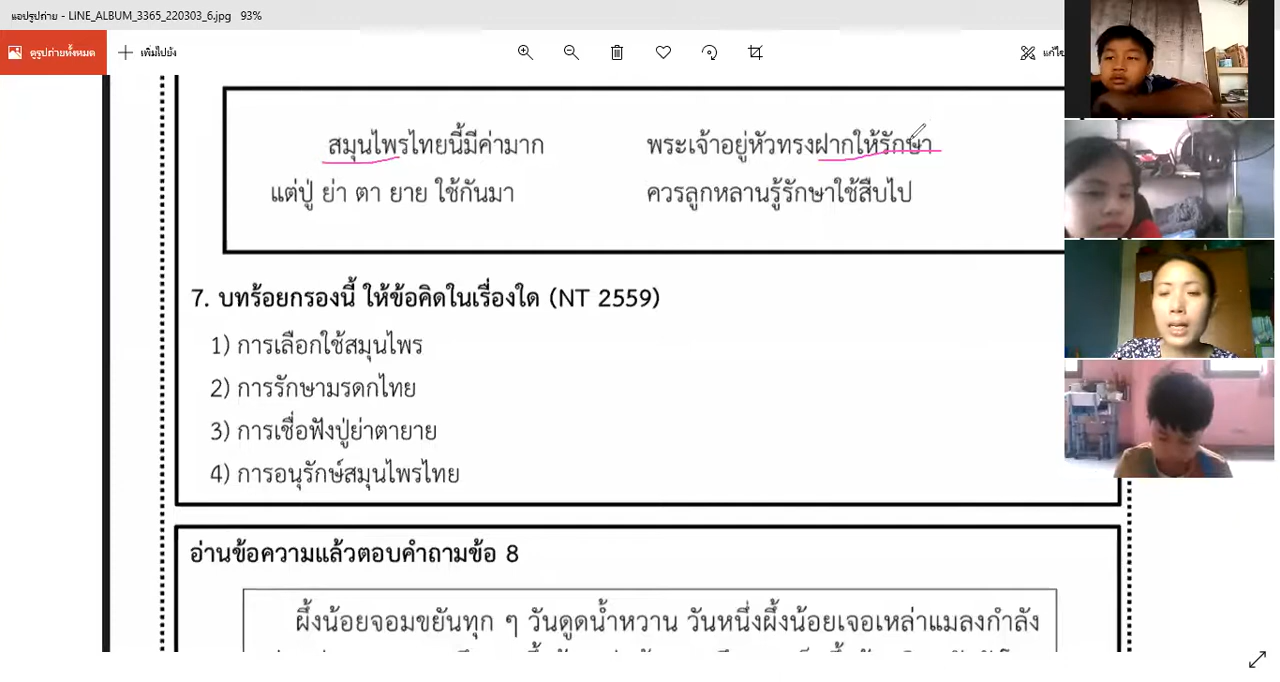 แอปรูปถ่าย - LINE_ALBUM_3365_220303_6.jpg 93%
ดูรูปถ่ายทั้งหมด
เพิ่มไปยัง
สมุนไพรไทยนี้มีค่ามาก พระเจ้าอยู่หัวทรงฝากให้รักษา
แต่ปู่ ย่า ตา ยาย ใช้กันมา ควรลูกหลานรู้รักษาใช้สืบไป
7. บทร้อยกรองนี้ ให้ข้อคิดในเรื่องใด (NT 2559)
1) การเลือกใช้สมุนไพร
2) การรักษามรดกไทย
3) การเชื่อฟังปู่ย่าตายาย
4) การอนุรักษ์สมุนไพรไทย
อ่านข้อความแล้วตอบคำถามข้อ 8
ผึ้งน้อยจอมขยันทุก ๆ วันดูดน้ำหวาน วันหนึ่งผึ้งน้อยเจอเหล่าแมลงกำลัง